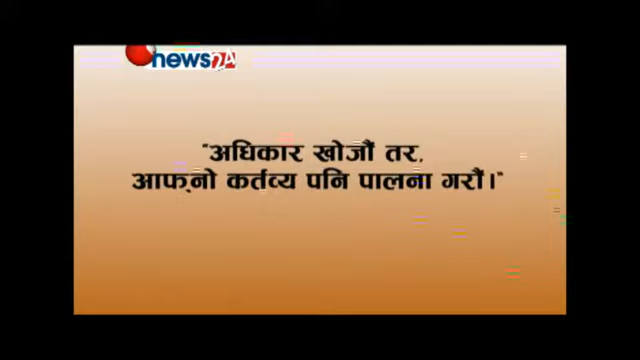 news24
"अधिकार खोजौं तर,
आफ्नो कर्तव्य पनि पालना गरौं।"